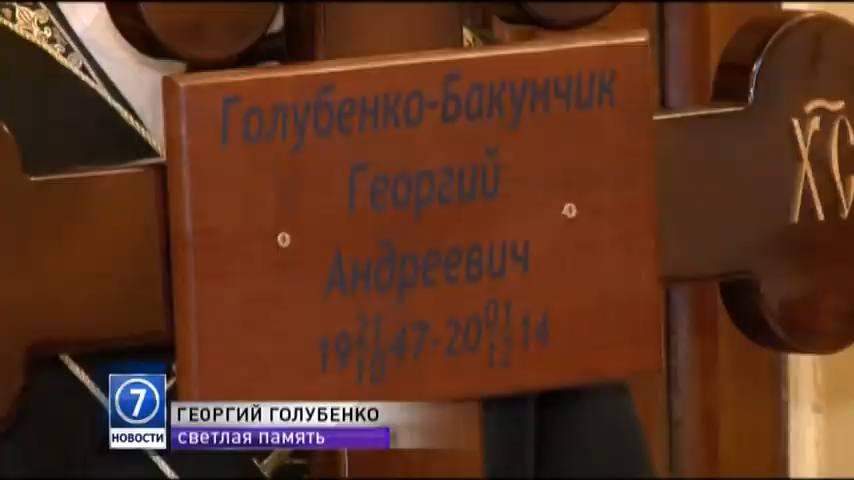 Голубенко-Бакунчик
Георгий
Андреевич
19 21/10 47-20 01/12 14
ХС
7
НОВОСТИ
ГЕОРГИЙ ГОЛУБЕНКО
светлая память